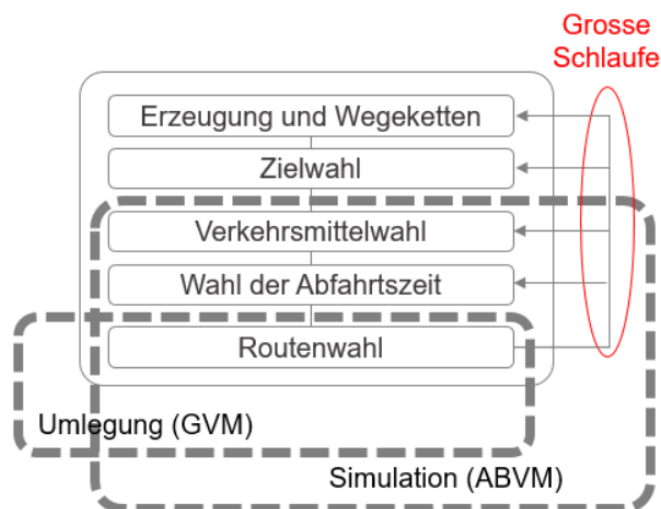 Grosse
Schlaufe
Erzeugung und Wegeketten
Zielwahl
Verkehrsmittelwahl
Wahl der Abfahrtszeit
Routenwahl
Umlegung (GVM)
Simulation (ABVM)